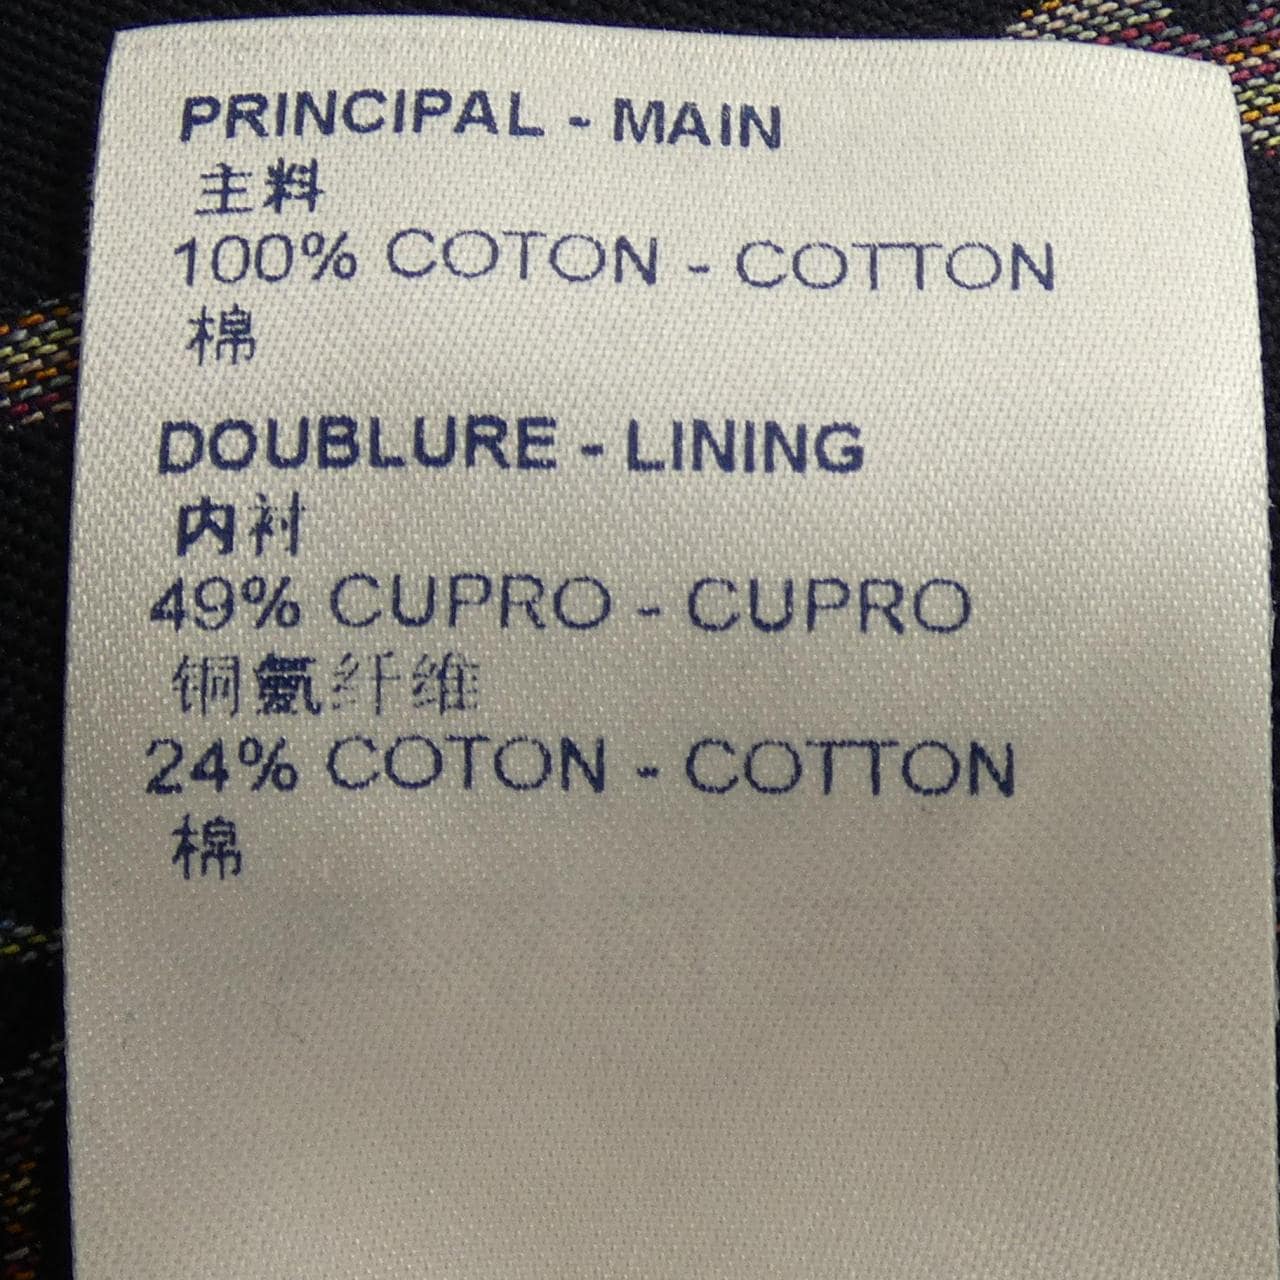 PRINCIPAL - MAIN
主料
100% COTON - COTTON
棉
DOUBLURE - LINING
内衬
49% CUPRO - CUPRO
铜氨纤维
24% COTON - COTTON
棉